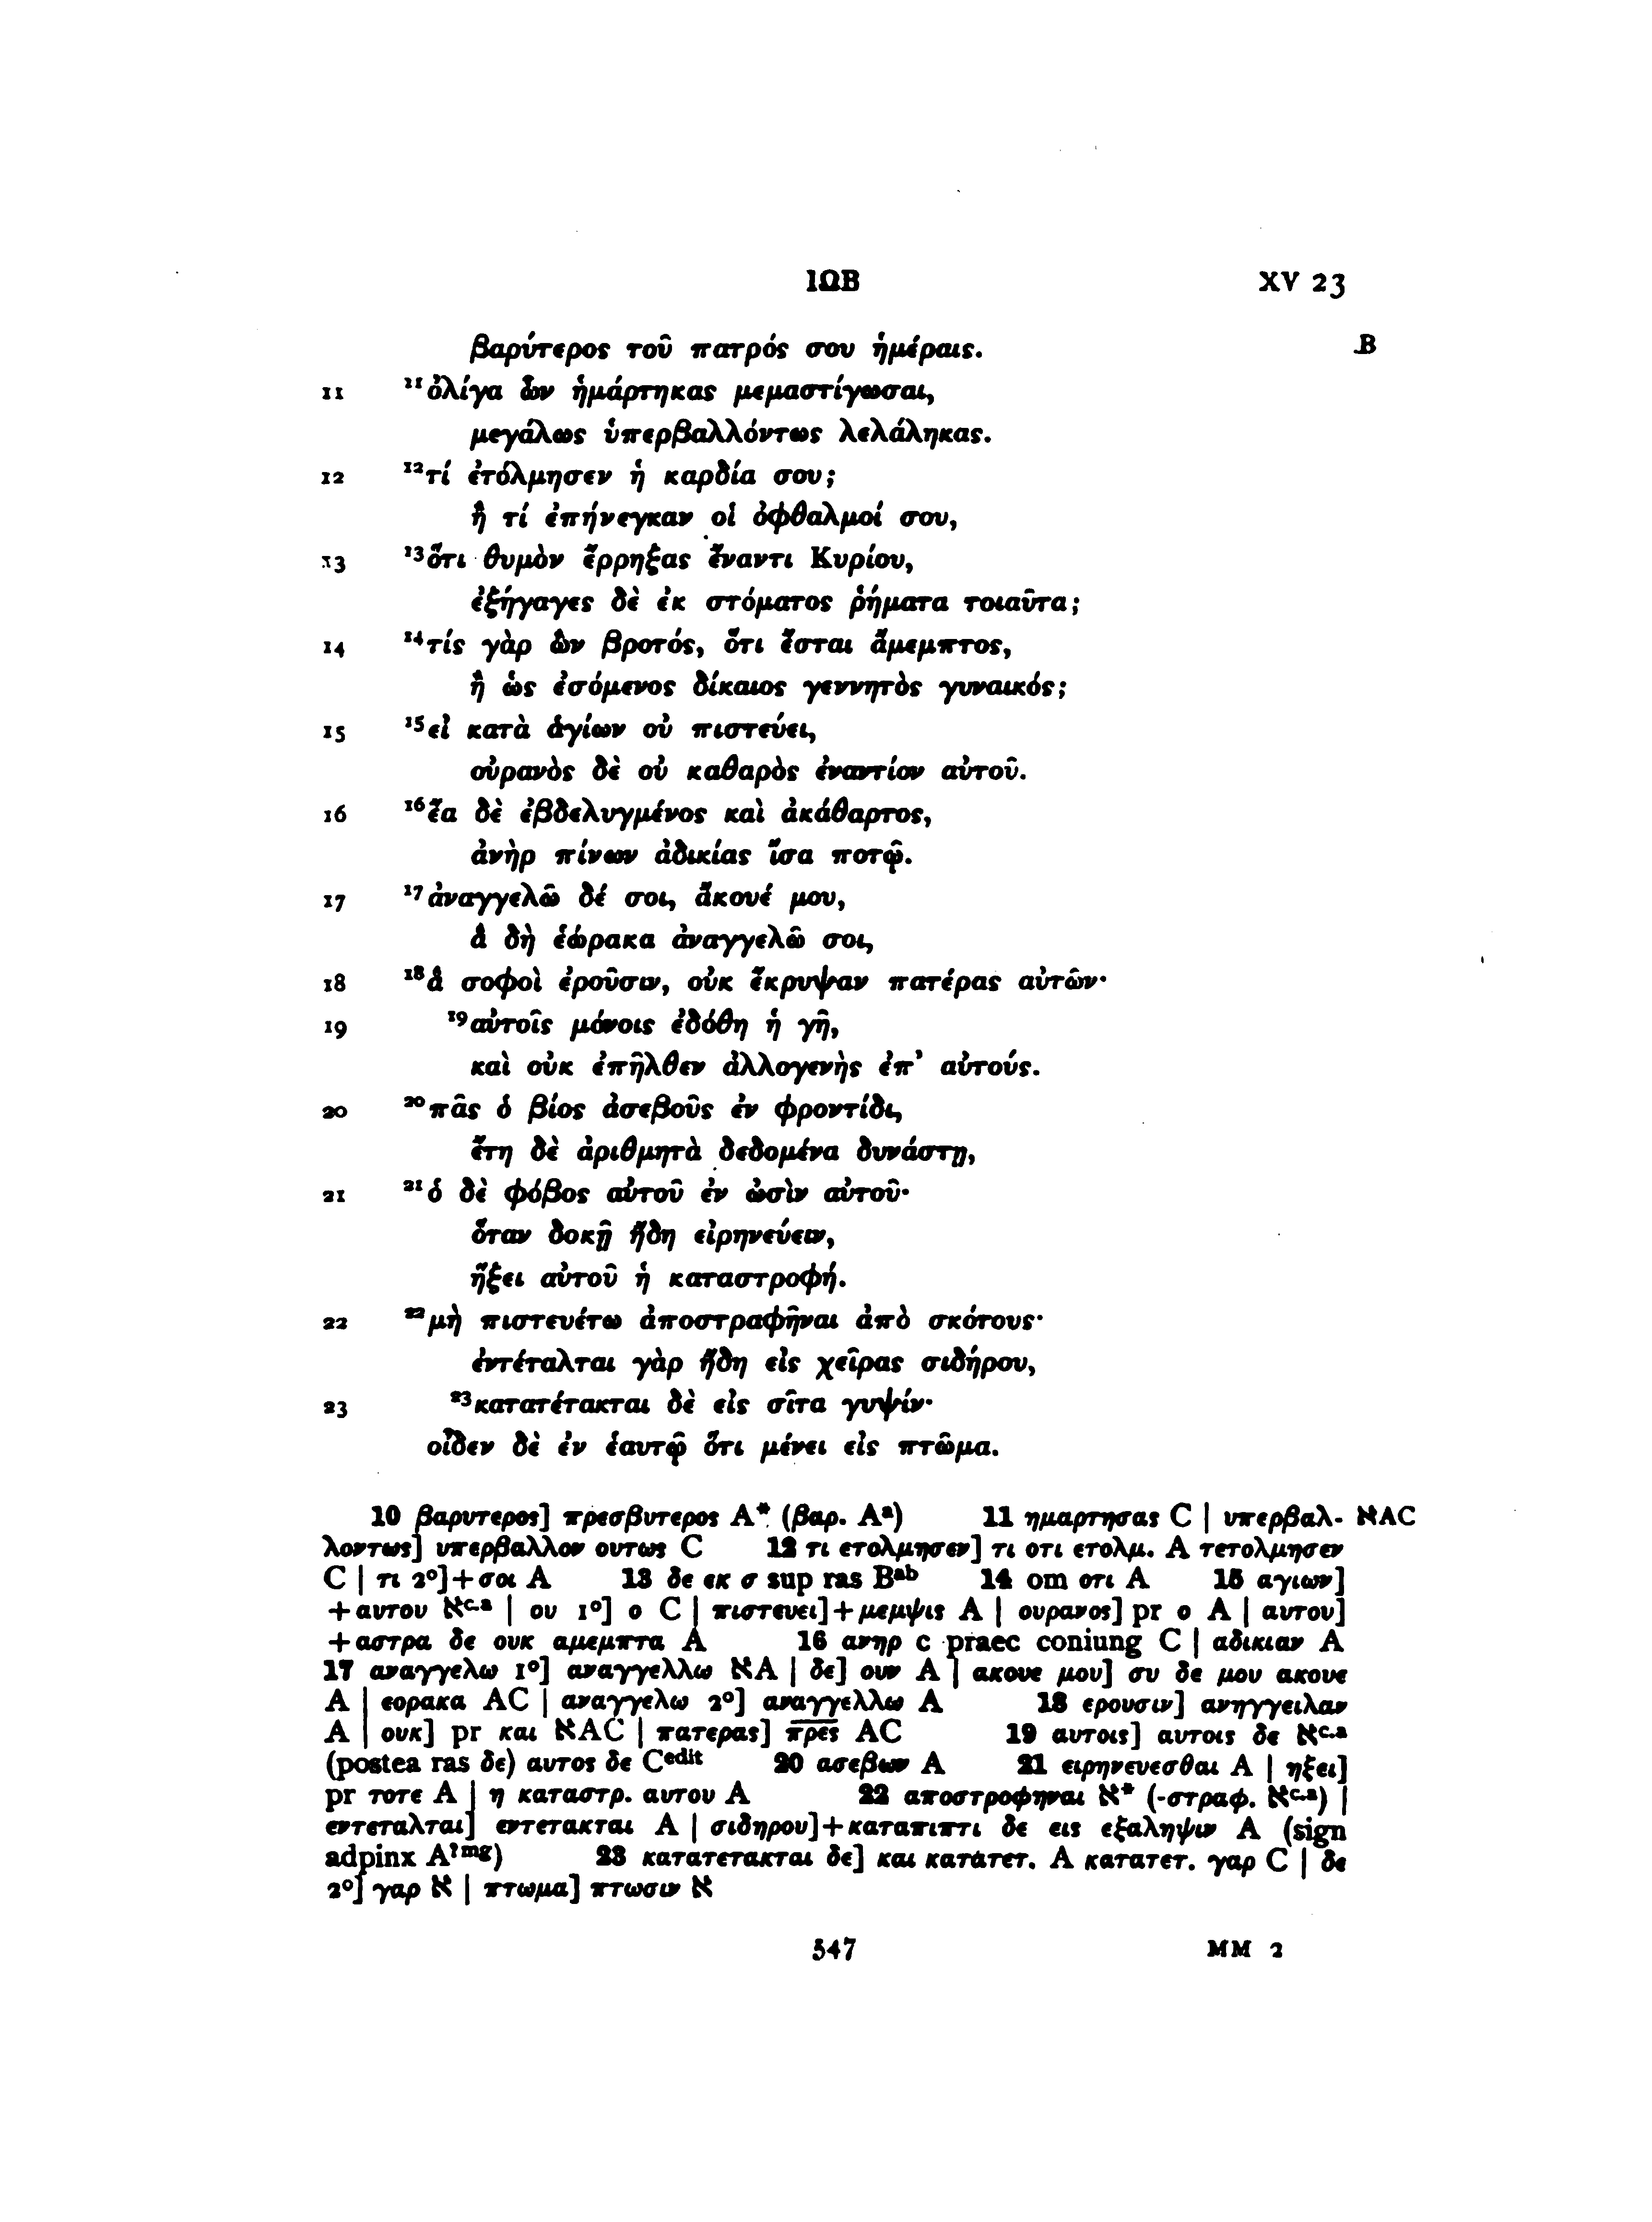 ΙΩΒ XV 23
βαρύτερος τοῦ πατρός σου ἡμέραις. B
11 ¹¹ὀλίγα ὧν ἡμάρτηκας μεμαστίγωσαι,
μεγάλως ὑπερβαλλόντως λελάληκας.
12 ¹²τί ἐτόλμησεν ἡ καρδία σου;
ἢ τί ἐπήνεγκαν οἱ ὀφθαλμοί σου,
13 ¹³ὅτι θυμὸν ἔρρηξας ἔναντι Κυρίου,
ἐξήγαγες δὲ ἐκ στόματος ῥήματα τοιαῦτα;
14 ¹⁴τίς γὰρ ὢν βροτός, ὅτι ἔσται ἄμεμπτος,
ἢ ὡς ἐσόμενος δίκαιος γεννητὸς γυναικός;
15 ¹⁵εἰ κατὰ ἁγίων οὐ πιστεύει,
οὐρανὸς δὲ οὐ καθαρὸς ἐναντίον αὐτοῦ.
16 ¹⁶ἔα δὲ ἐβδελυγμένος καὶ ἀκάθαρτος,
ἀνὴρ πίνων ἀδικίας ἴσα ποτῷ.
17 ¹⁷ἀναγγελῶ δέ σοι, ἄκουέ μου,
ἃ δὴ ἑώρακα ἀναγγελῶ σοι,
18 ¹⁸ἃ σοφοὶ ἐροῦσιν, οὐκ ἔκρυψαν πατέρας αὐτῶν·
19 ¹⁹αὐτοῖς μόνοις ἐδόθη ἡ γῆ,
καὶ οὐκ ἐπῆλθεν ἀλλογενὴς ἐπ’ αὐτούς.
20 ²⁰πᾶς ὁ βίος ἀσεβοῦς ἐν φροντίδι,
ἔτη δὲ ἀριθμητὰ δεδομένα δυνάστῃ,
21 ²¹ὁ δὲ φόβος αὐτοῦ ἐν ὠσὶν αὐτοῦ·
ὅταν δοκῇ ἤδη εἰρηνεύειν,
ἥξει αὐτοῦ ἡ καταστροφή.
22 ²²μὴ πιστευέτω ἀποστραφῆναι ἀπὸ σκότους·
ἐντέταλται γὰρ ἤδη εἰς χεῖρας σιδήρου,
23 ²³κατατέτακται δὲ εἰς σῖτα γυψίν·
οἶδεν δὲ ἐν ἑαυτῷ ὅτι μένει εἰς πτῶμα.
10 βαρυτερος] πρεσβυτερος A* (βαρ. Aᵃ) 11 ημαρτησας C | υπερβαλ- אAC
λοντως] υπερβαλλον ουτως C 12 τι ετολμησεν] τι οτι ετολμ. A τετολμησεν
C | τι 2°]+σοι A 13 δε εκ σ sup ras Bᵃᵇ 14 om οτι A 15 αγιων]
+αυτου אᶜ·ᵃ | ου 1°] ο C | πιστευει]+μεμψις A | ουρανος] pr ο A | αυτου]
+αστρα δε ουκ αμεμπτα A 16 ανηρ c praec coniung C | αδικιαν A
17 αναγγελω 1°] αναγγελλω אA | δε] ουν A | ακουε μου] συ δε μου ακουε
A | εορακα AC | αναγγελω 2°] αναγγελλω A 18 ερουσιν] ανηγγειλαν
A | ουκ] pr και אAC | πατερας] π̅ρ̅ε̅ς̅ AC 19 αυτοις] αυτοις δε אᶜ·ᵃ
(postea ras δε) αυτος δε Cᵉᵈⁱᵗ 20 ασεβων A 21 ειρηνευεσθαι A | ηξει]
pr τοτε A | η καταστρ. αυτου A 22 αποστροφηναι א* (-στραφ. אᶜ·ᵃ) |
εντεταλται] εντετακται A | σιδηρου]+καταπιπτι δε εις εξαληψιν A (sign
adpinx A?ᵐᵍ) 23 κατατετακται δε] και κατατετ. A κατατετ. γαρ C | δε
2°] γαρ א | πτωμα] πτωσιν א
547 MM 2